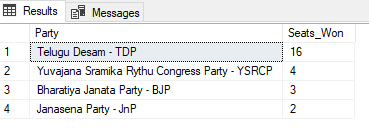 Results Messages
Party Seats_Won
1 Telugu Desam - TDP 16
2 Yuvajana Sramika Rythu Congress Party - YSRCP 4
3 Bharatiya Janata Party - BJP 3
4 Janasena Party - JnP 2